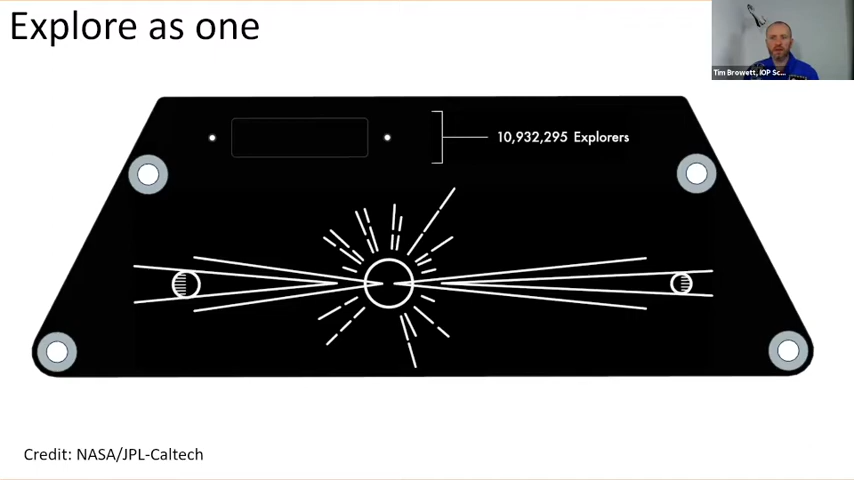 Explore as one
Tim Browett, IOP Sc...
10,932,295 Explorers
Credit: NASA/JPL-Caltech